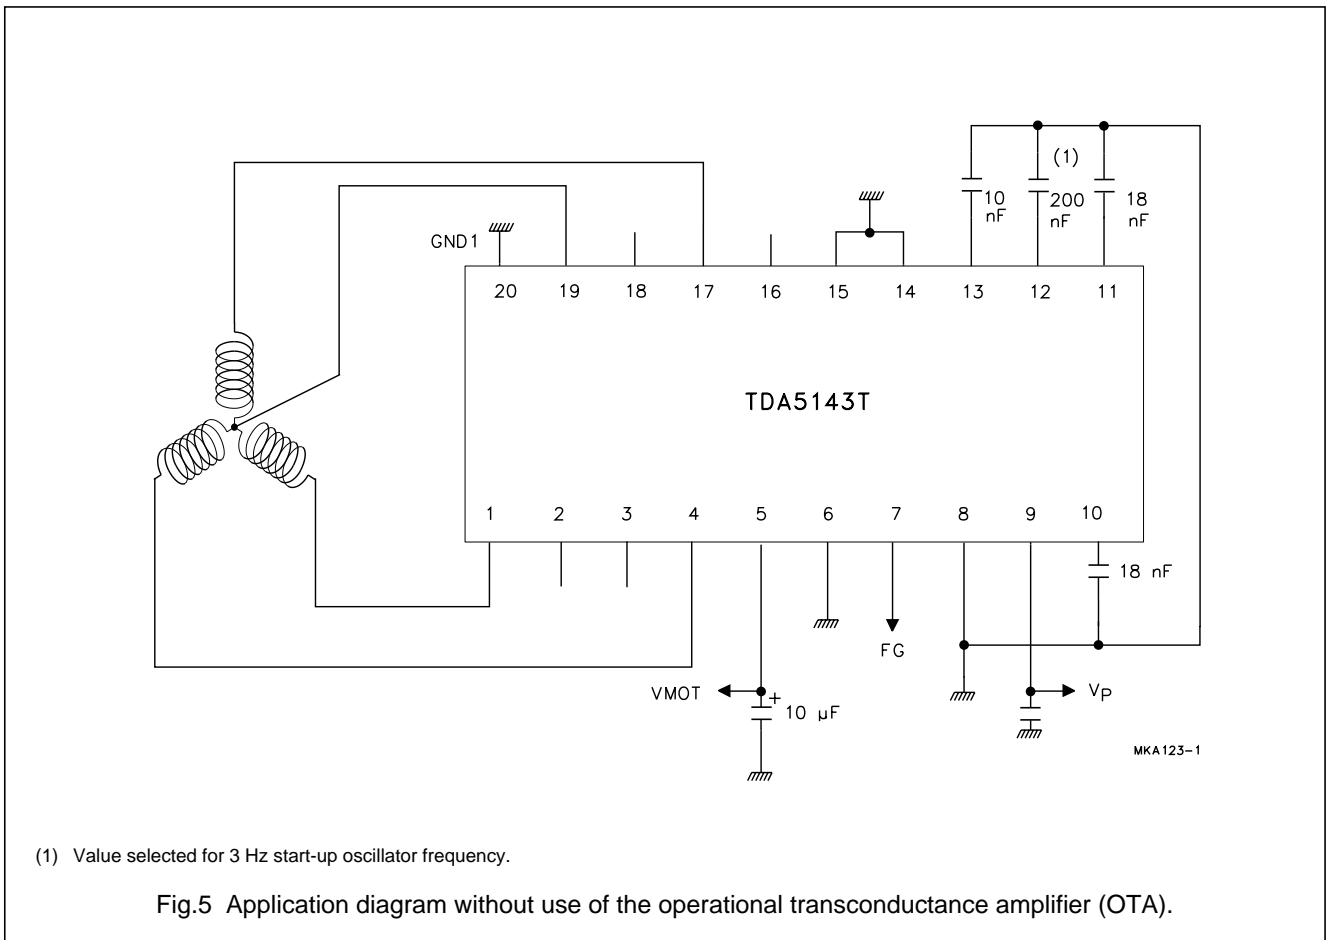 (1)
10
nF
200
nF
18
nF
GND1
20 19 18 17 16 15 14 13 12 11
TDA5143T
1 2 3 4 5 6 7 8 9 10
18 nF
FG
VMOT
+
10 µF
VP
MKA123-1
(1) Value selected for 3 Hz start-up oscillator frequency.
Fig.5 Application diagram without use of the operational transconductance amplifier (OTA).